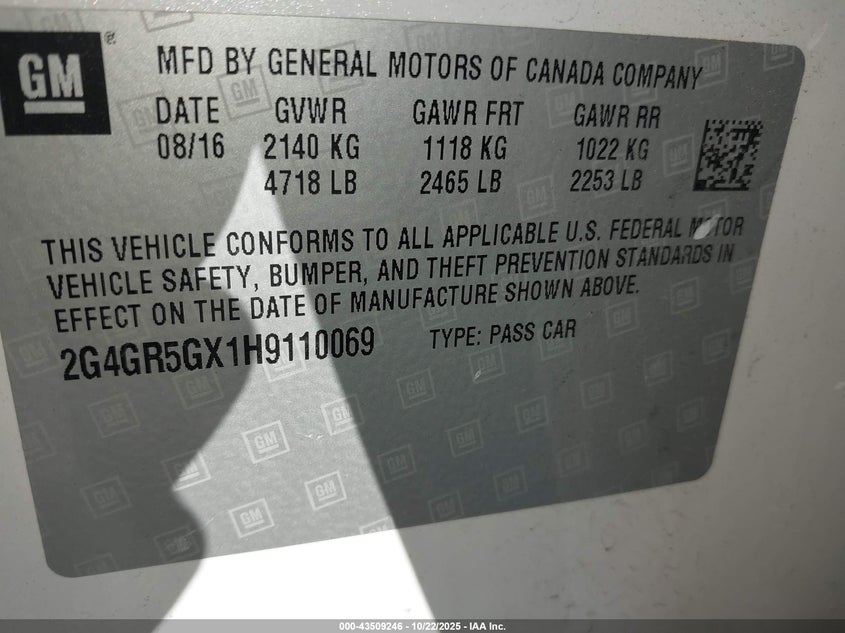 GM
MFD BY GENERAL MOTORS OF CANADA COMPANY
DATE GVWR GAWR FRT GAWR RR
08/16 2140 KG 1118 KG 1022 KG
4718 LB 2465 LB 2253 LB
THIS VEHICLE CONFORMS TO ALL APPLICABLE U.S. FEDERAL MOTOR
VEHICLE SAFETY, BUMPER, AND THEFT PREVENTION STANDARDS IN
EFFECT ON THE DATE OF MANUFACTURE SHOWN ABOVE.
2G4GR5GX1H9110069 TYPE: PASS CAR
000-43509246 - 10/22/2025 - IAA Inc.